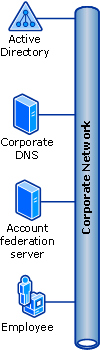 Active
Directory
Corporate
DNS
Account
federation
server
Employee
Corporate Network